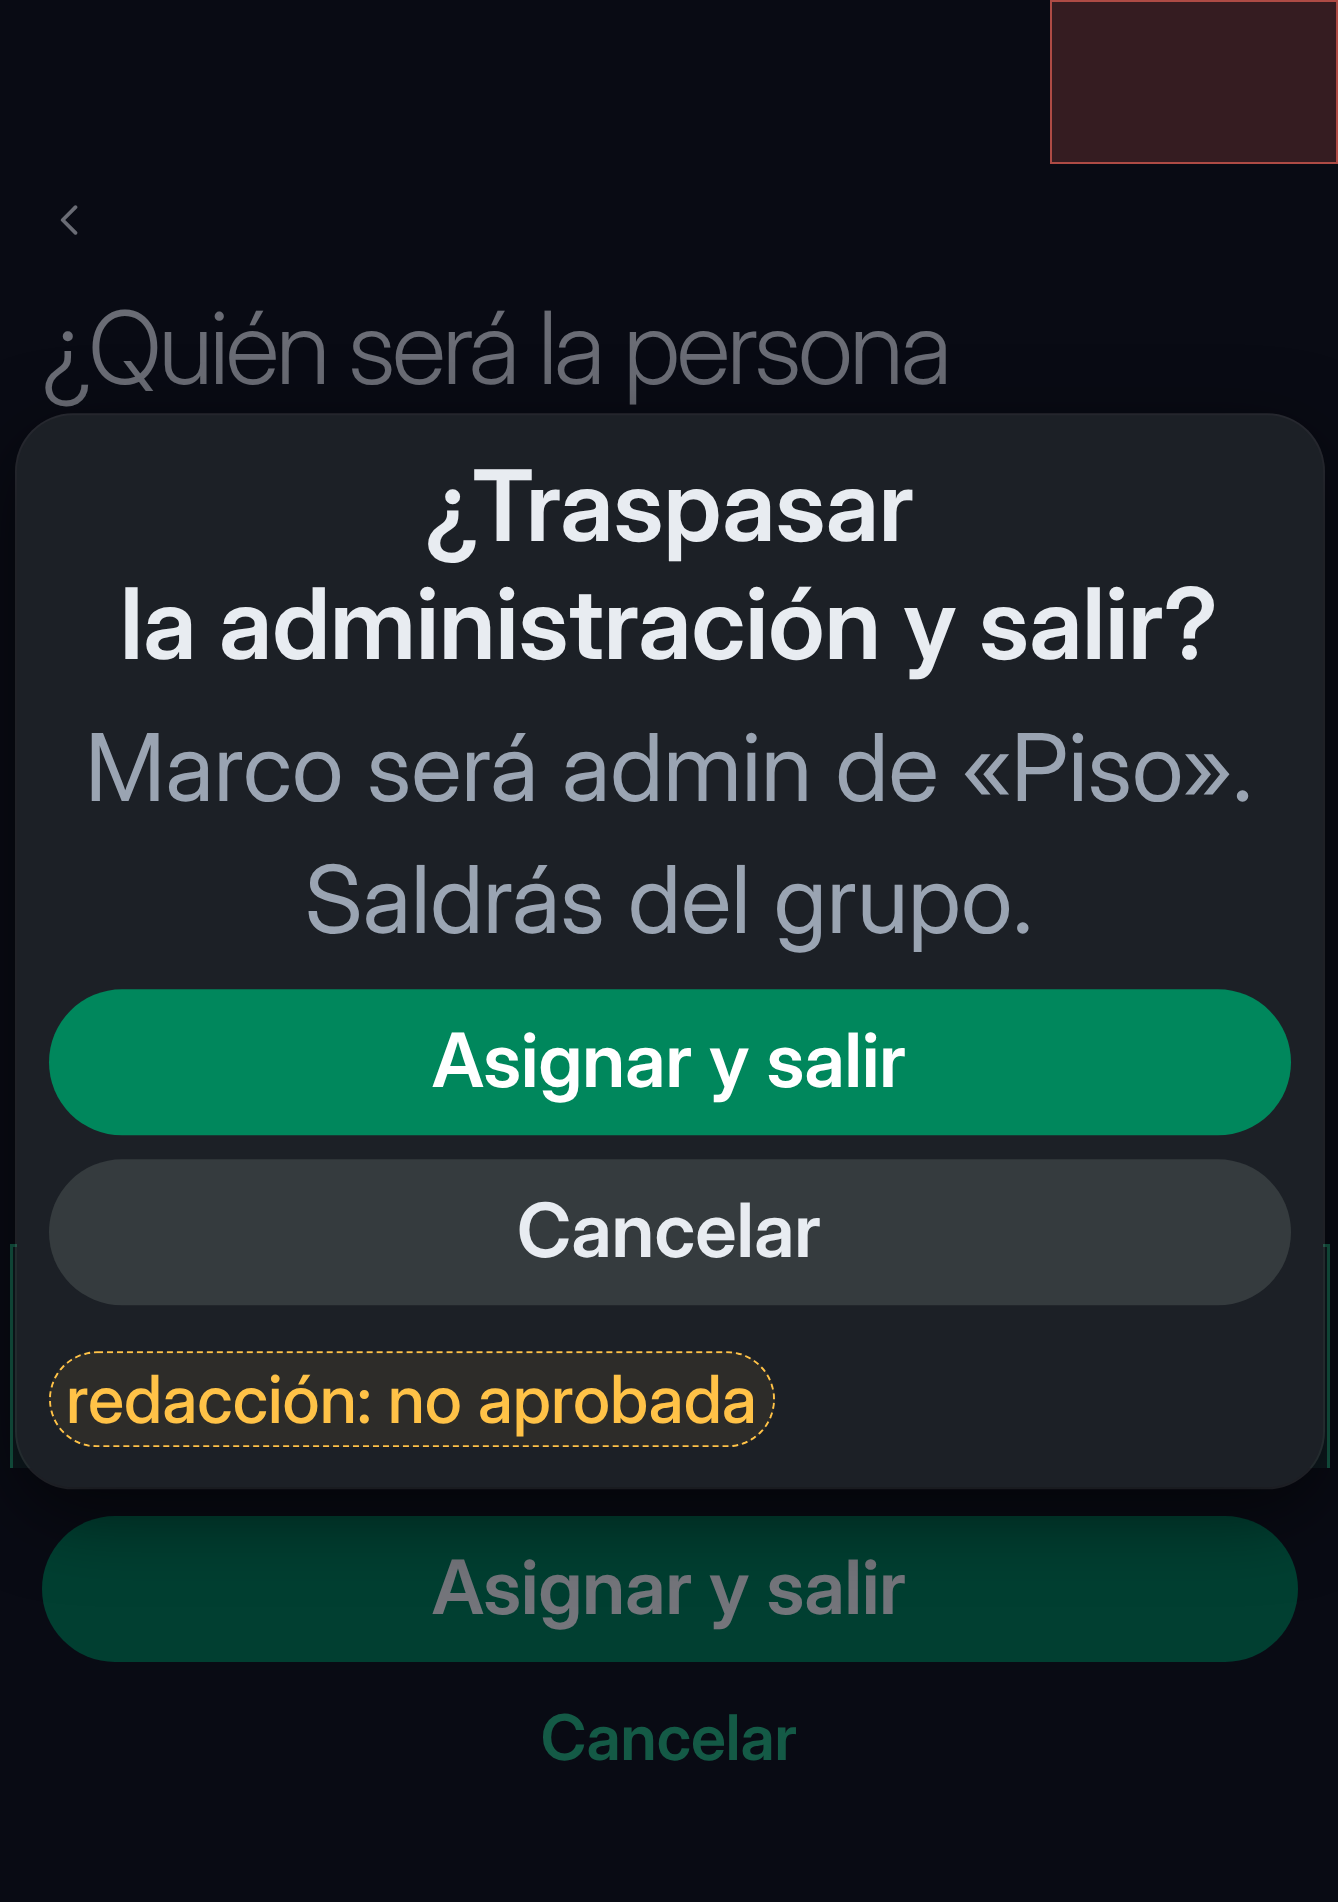 ¿Quién será la persona
¿Traspasar
la administración y salir?
Marco será admin de «Piso».
Saldrás del grupo.
Asignar y salir
Cancelar
redacción: no aprobada
Asignar y salir
Cancelar